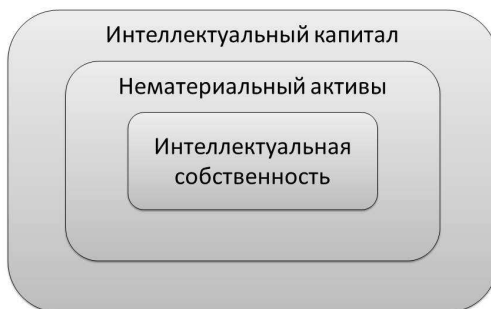 Интеллектуальный капитал
Нематериальный активы
Интеллектуальная
собственность